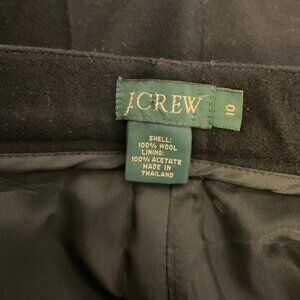 J.CREW
10
SHELL:
100% WOOL
LINING:
100% ACETATE
MADE IN
THAILAND